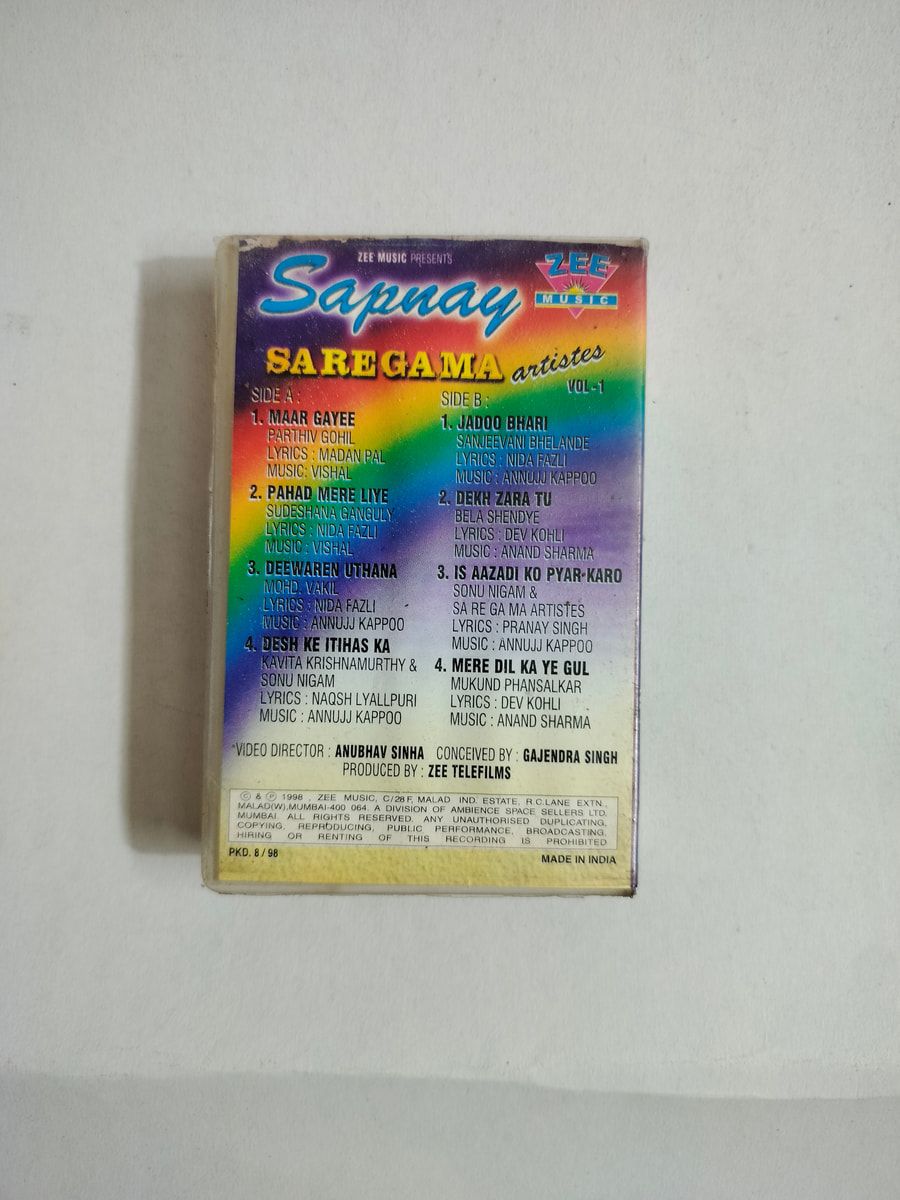 ZEE MUSIC PRESENTS
Sapnay
ZEE
MUSIC
SAREGAMA artistes
VOL-1
SIDE A :
1. MAAR GAYEE
PARTHIV GOHIL
LYRICS : MADAN PAL
MUSIC: VISHAL
2. PAHAD MERE LIYE
SUDESHANA GANGULY
LYRICS : NIDA FAZLI
MUSIC : VISHAL
3. DEEWAREN UTHANA
MOHD. VAKIL
LYRICS : NIDA FAZLI
MUSIC : ANNUJJ KAPPOO
4. DESH KE ITIHAS KA
KAVITA KRISHNAMURTHY &
SONU NIGAM
LYRICS : NAQSH LYALLPURI
MUSIC : ANNUJJ KAPPOO
SIDE B :
1. JADOO BHARI
SANJEEVANI BHELANDE
LYRICS : NIDA FAZLI
MUSIC : ANNUJJ KAPPOO
2. DEKH ZARA TU
BELA SHENDYE
LYRICS : DEV KOHLI
MUSIC : ANAND SHARMA
3. IS AAZADI KO PYAR KARO
SONU NIGAM &
SA RE GA MA ARTISTES
LYRICS : PRANAY SINGH
MUSIC : ANNUJJ KAPPOO
4. MERE DIL KA YE GUL
MUKUND PHANSALKAR
LYRICS : DEV KOHLI
MUSIC : ANAND SHARMA
VIDEO DIRECTOR : ANUBHAV SINHA CONCEIVED BY : GAJENDRA SINGH
PRODUCED BY : ZEE TELEFILMS
© & ℗ 1998 , ZEE MUSIC, C/28 F, MALAD IND. ESTATE, R.C.LANE EXTN.,
MALAD(W),MUMBAI-400 064. A DIVISION OF AMBIENCE SPACE SELLERS LTD.
MUMBAI. ALL RIGHTS RESERVED. ANY UNAUTHORISED DUPLICATING,
COPYING, REPRODUCING, PUBLIC PERFORMANCE, BROADCASTING,
HIRING OR RENTING OF THIS RECORDING IS PROHIBITED
PKD. 8 / 98
MADE IN INDIA